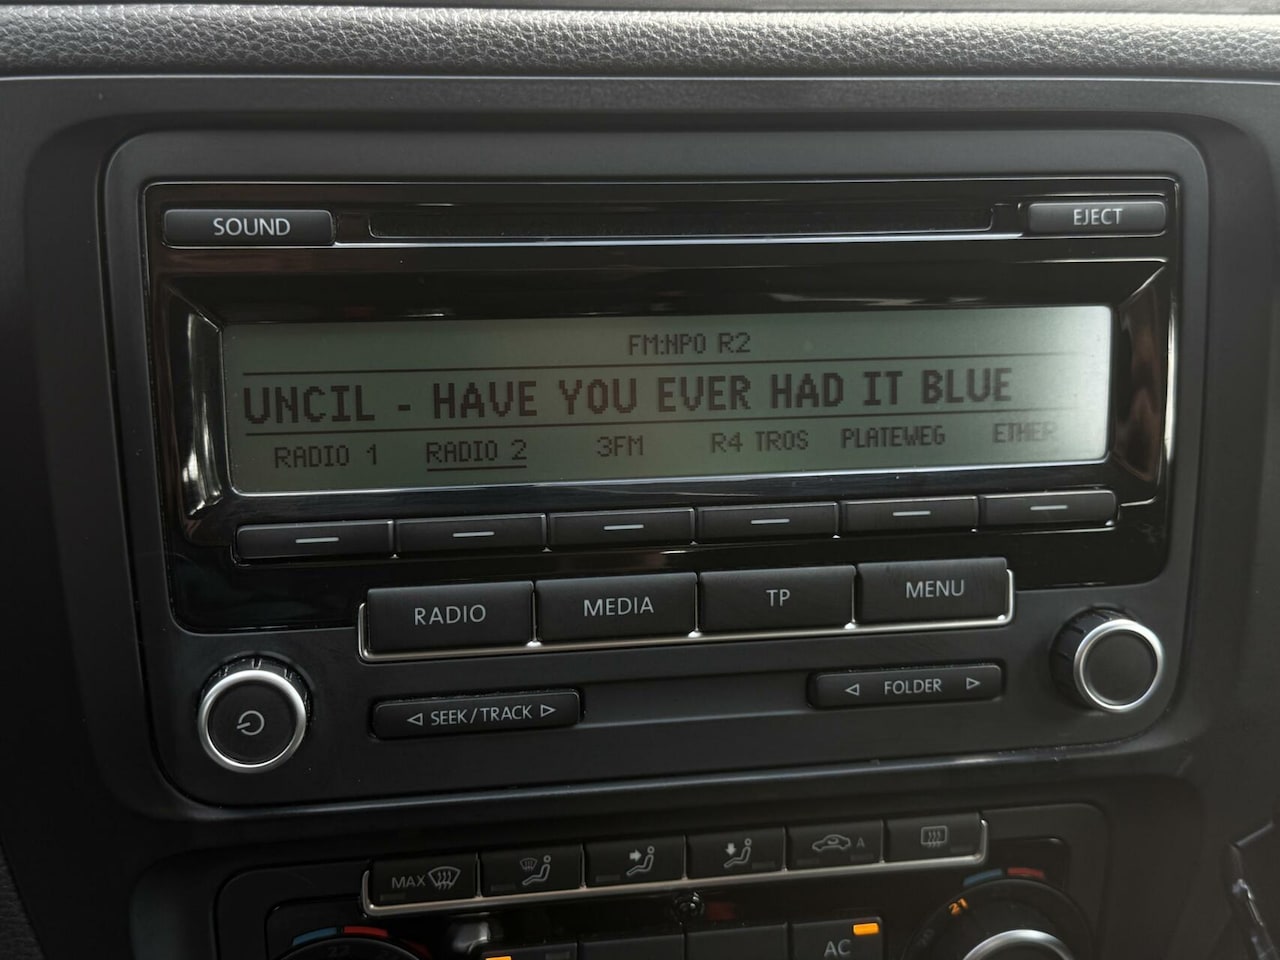 SOUND
EJECT
FM:NPO R2
UNCIL - HAVE YOU EVER HAD IT BLUE
RADIO 1 RADIO 2 3FM R4 TROS PLATEWEG ETHER
RADIO MEDIA TP MENU
SEEK/TRACK FOLDER
MAX
A
21
AC